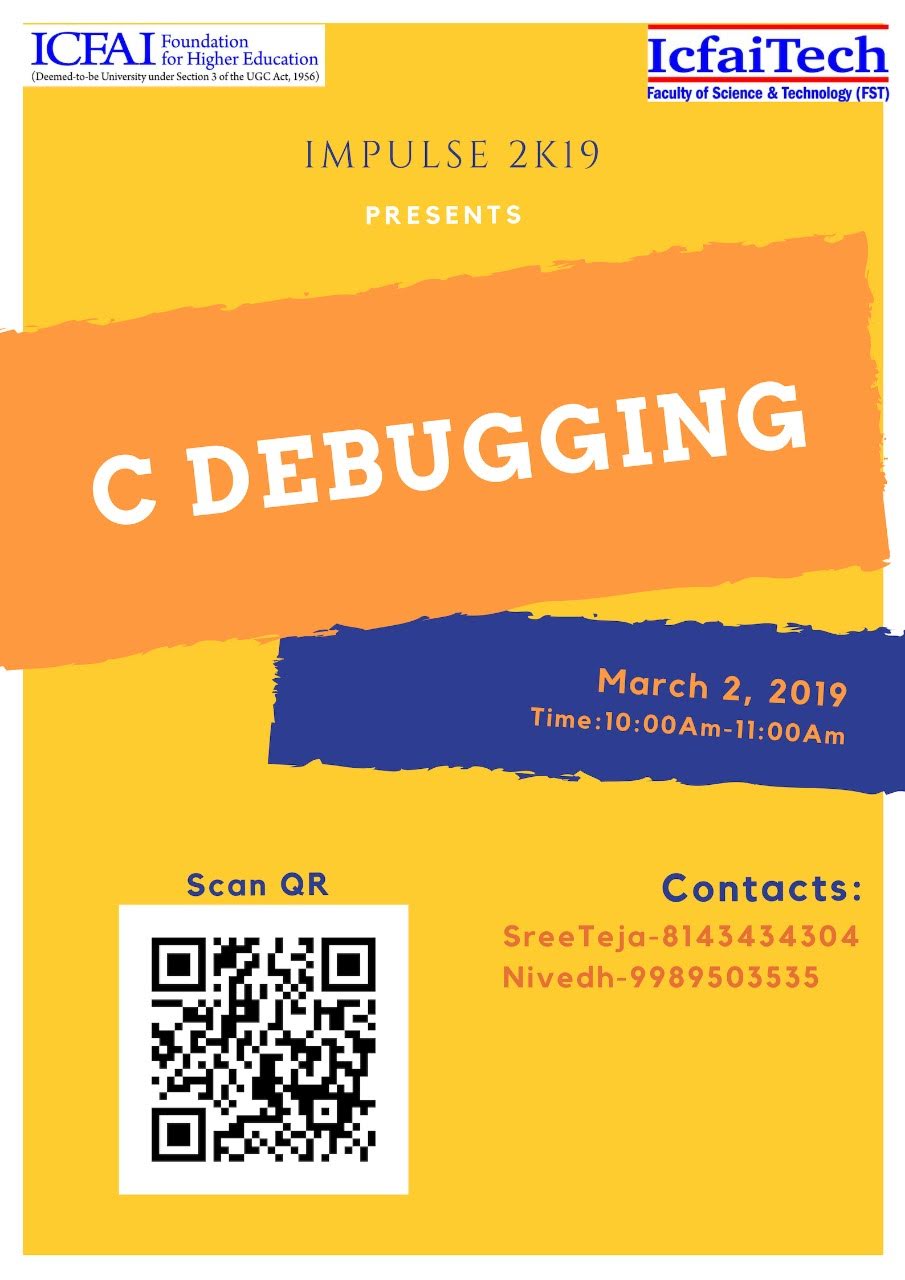 ICFAI Foundation
for Higher Education
(Deemed-to-be University under Section 3 of the UGC Act, 1956)
IcfaiTech
Faculty of Science & Technology (FST)
IMPULSE 2K19
PRESENTS
C DEBUGGING
March 2, 2019
Time:10:00Am-11:00Am
Scan QR
Contacts:
SreeTeja-8143434304
Nivedh-9989503535